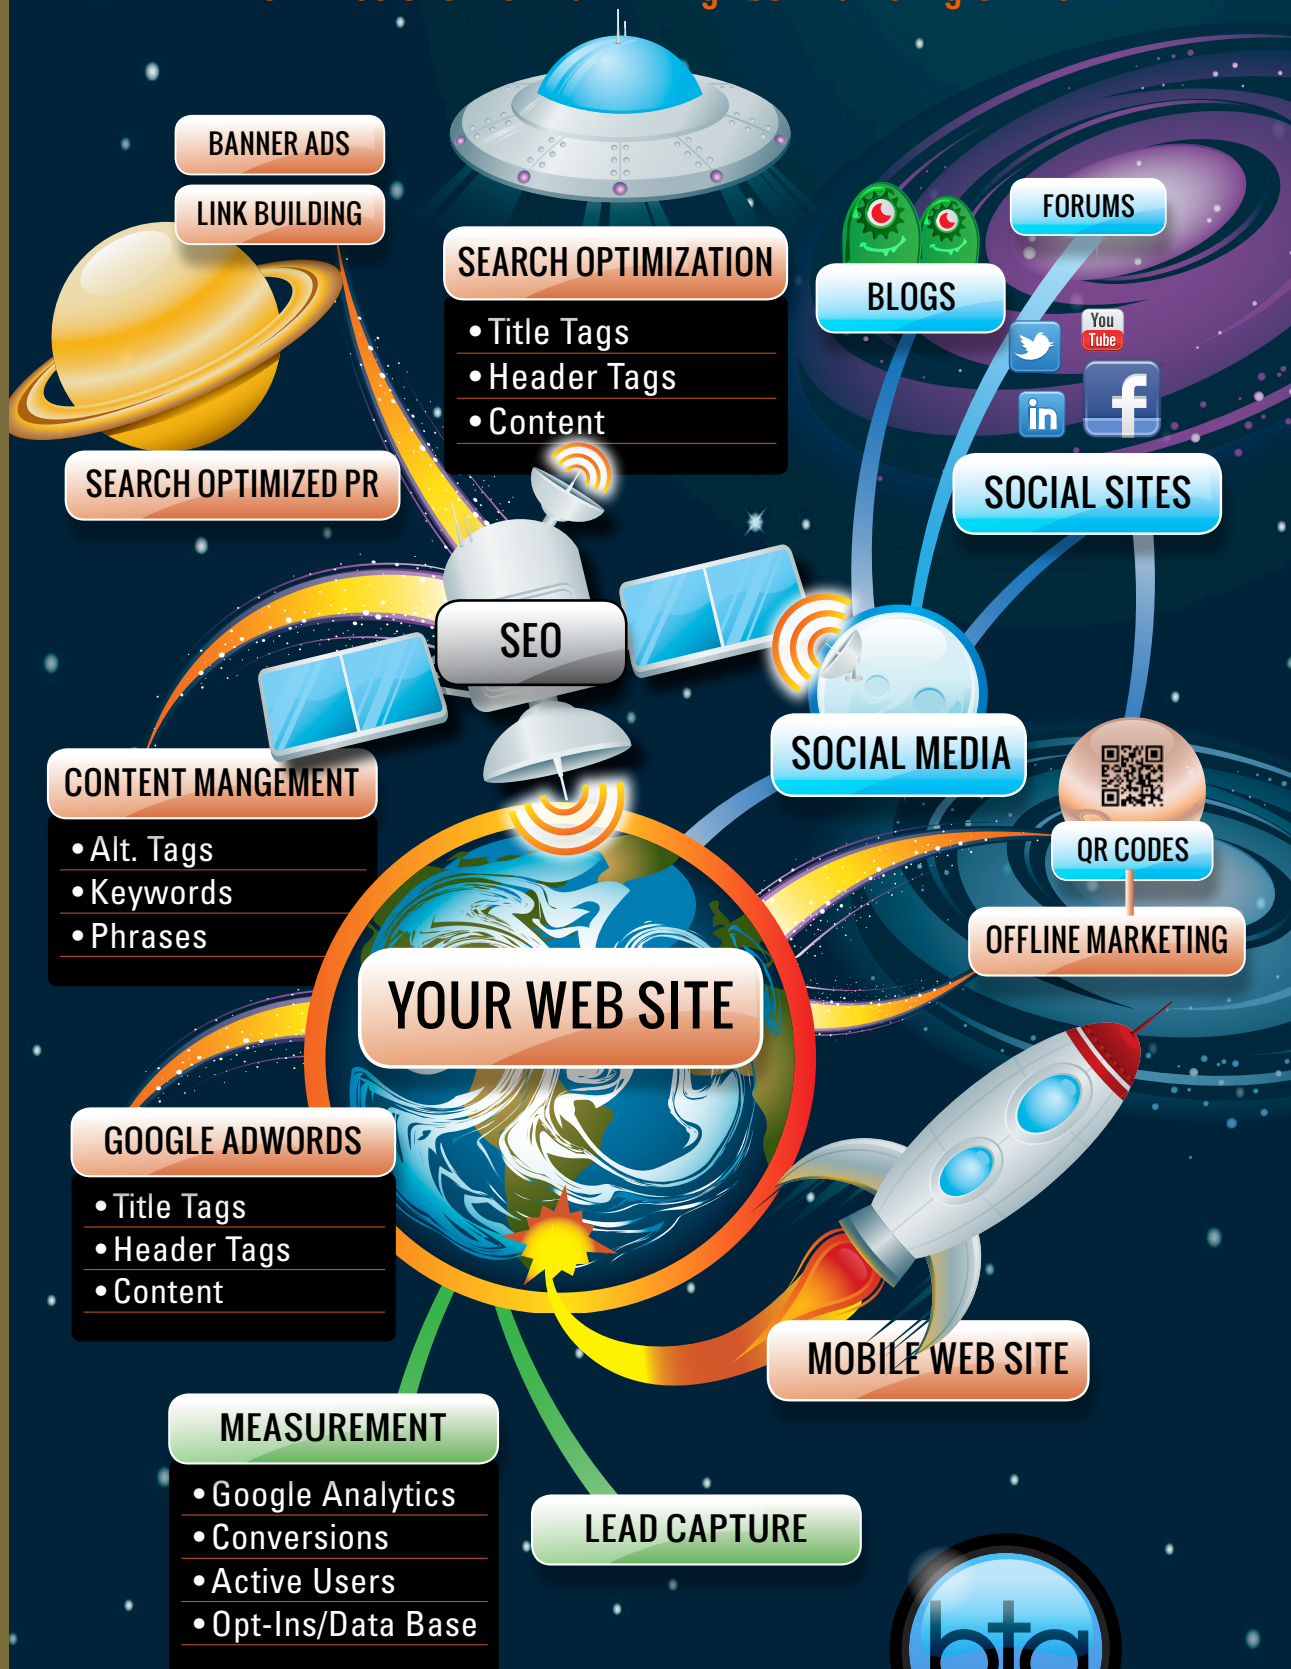 BANNER ADS
LINK BUILDING
SEARCH OPTIMIZATION
• Title Tags
• Header Tags
• Content
SEARCH OPTIMIZED PR
FORUMS
BLOGS
You
Tube
in
f
SOCIAL SITES
SEO
SOCIAL MEDIA
CONTENT MANGEMENT
• Alt. Tags
• Keywords
• Phrases
QR CODES
OFFLINE MARKETING
YOUR WEB SITE
GOOGLE ADWORDS
• Title Tags
• Header Tags
• Content
MOBILE WEB SITE
MEASUREMENT
• Google Analytics
• Conversions
• Active Users
• Opt-Ins/Data Base
LEAD CAPTURE